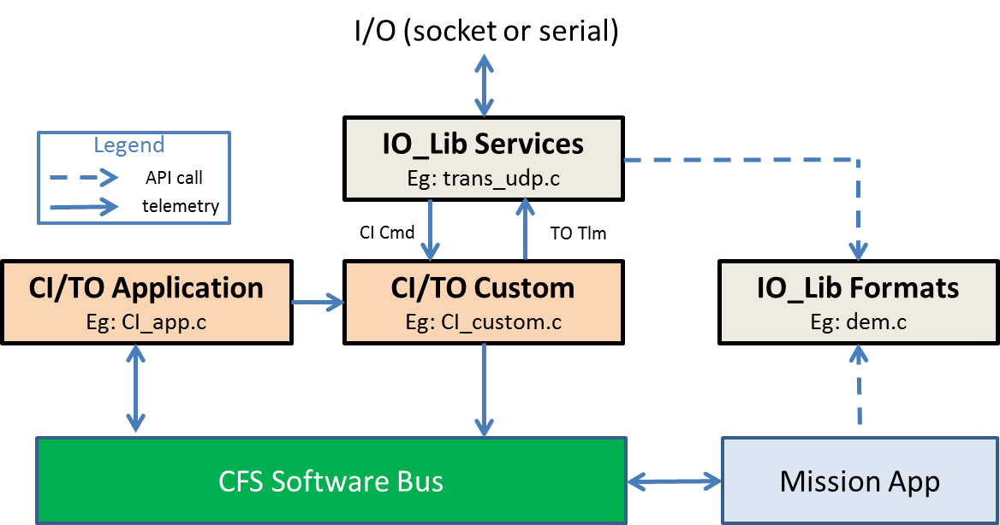 I/O (socket or serial)
Legend
API call
telemetry
IO_Lib Services
Eg: trans_udp.c
CI Cmd
TO Tlm
CI/TO Application
Eg: CI_app.c
CI/TO Custom
Eg: CI_custom.c
IO_Lib Formats
Eg: dem.c
CFS Software Bus
Mission App